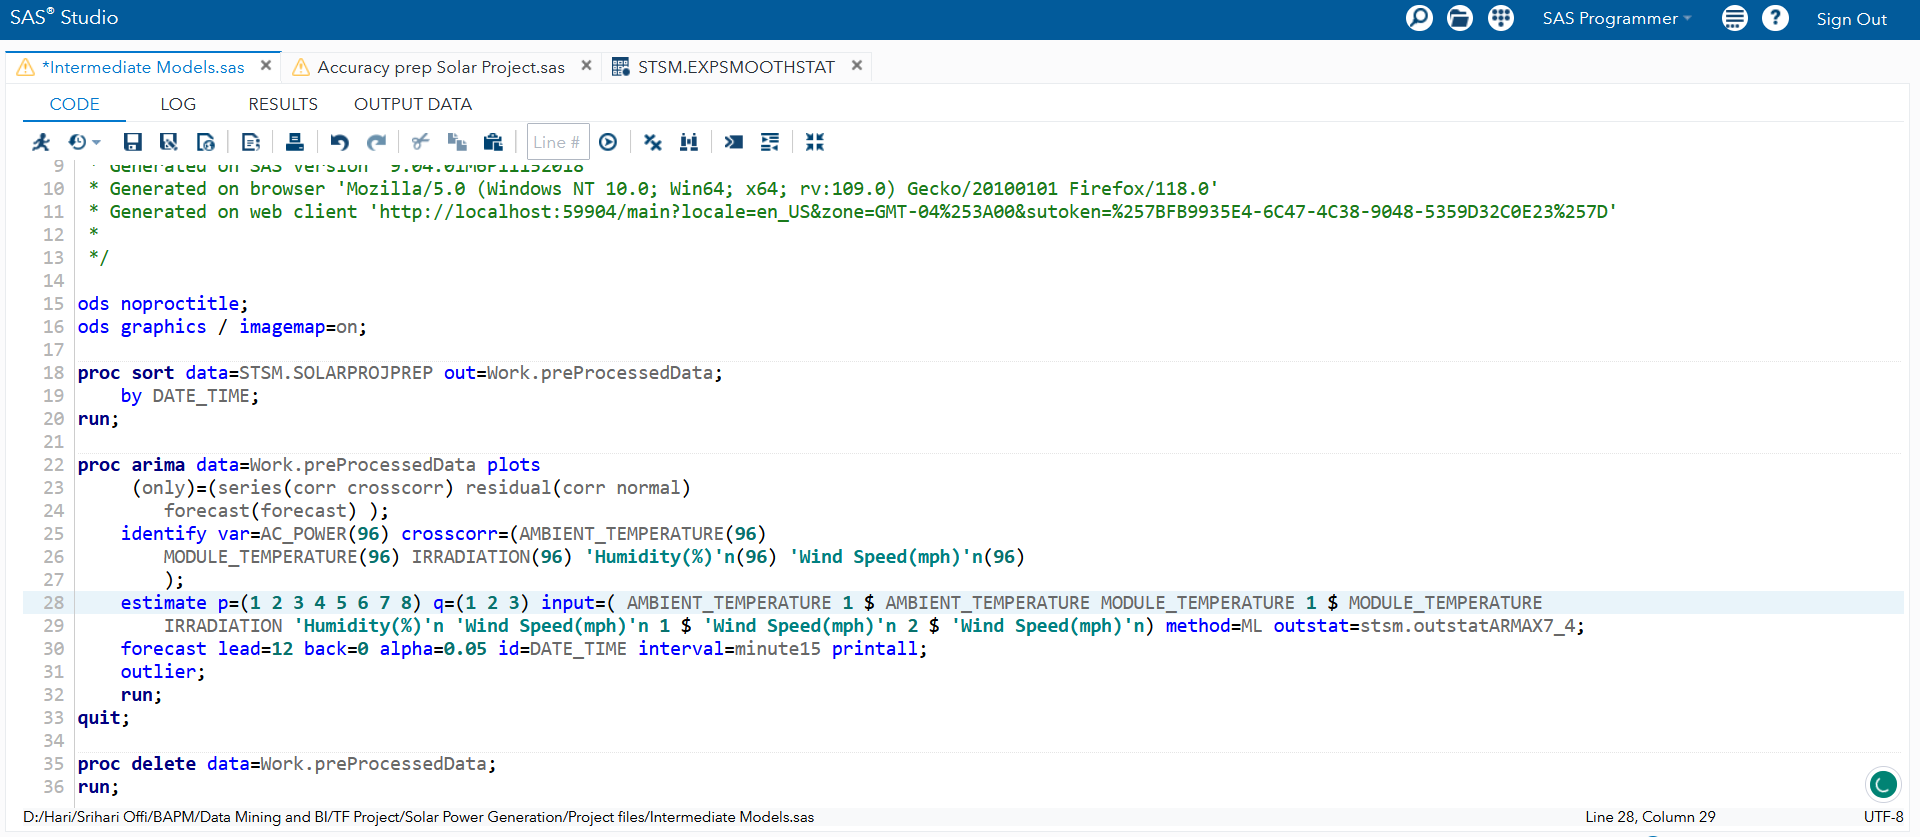 SAS® Studio
SAS Programmer
Sign Out
*Intermediate Models.sas
Accuracy prep Solar Project.sas
STSM.EXPSMOOTHSTAT
CODE LOG RESULTS OUTPUT DATA
Line #
9 * Generated on SAS version '9.04.01M6P11152018'
10 * Generated on browser 'Mozilla/5.0 (Windows NT 10.0; Win64; x64; rv:109.0) Gecko/20100101 Firefox/118.0'
11 * Generated on web client 'http://localhost:59904/main?locale=en_US&zone=GMT-04%253A00&sutoken=%257BFB9935E4-6C47-4C38-9048-5359D32C0E23%257D'
12 *
13 */
14
15 ods noproctitle;
16 ods graphics / imagemap=on;
17
18 proc sort data=STSM.SOLARPROJPREP out=Work.preProcessedData;
19 by DATE_TIME;
20 run;
21
22 proc arima data=Work.preProcessedData plots
23 (only)=(series(corr crosscorr) residual(corr normal)
24 forecast(forecast) );
25 identify var=AC_POWER(96) crosscorr=(AMBIENT_TEMPERATURE(96)
26 MODULE_TEMPERATURE(96) IRRADIATION(96) 'Humidity(%)'n(96) 'Wind Speed(mph)'n(96)
27 );
28 estimate p=(1 2 3 4 5 6 7 8) q=(1 2 3) input=( AMBIENT_TEMPERATURE 1 $ AMBIENT_TEMPERATURE MODULE_TEMPERATURE 1 $ MODULE_TEMPERATURE
29 IRRADIATION 'Humidity(%)'n 'Wind Speed(mph)'n 1 $ 'Wind Speed(mph)'n 2 $ 'Wind Speed(mph)'n) method=ML outstat=stsm.outstatARMAX7_4;
30 forecast lead=12 back=0 alpha=0.05 id=DATE_TIME interval=minute15 printall;
31 outlier;
32 run;
33 quit;
34
35 proc delete data=Work.preProcessedData;
36 run;
D:/Hari/Srihari Offi/BAPM/Data Mining and BI/TF Project/Solar Power Generation/Project files/Intermediate Models.sas
Line 28, Column 29
UTF-8